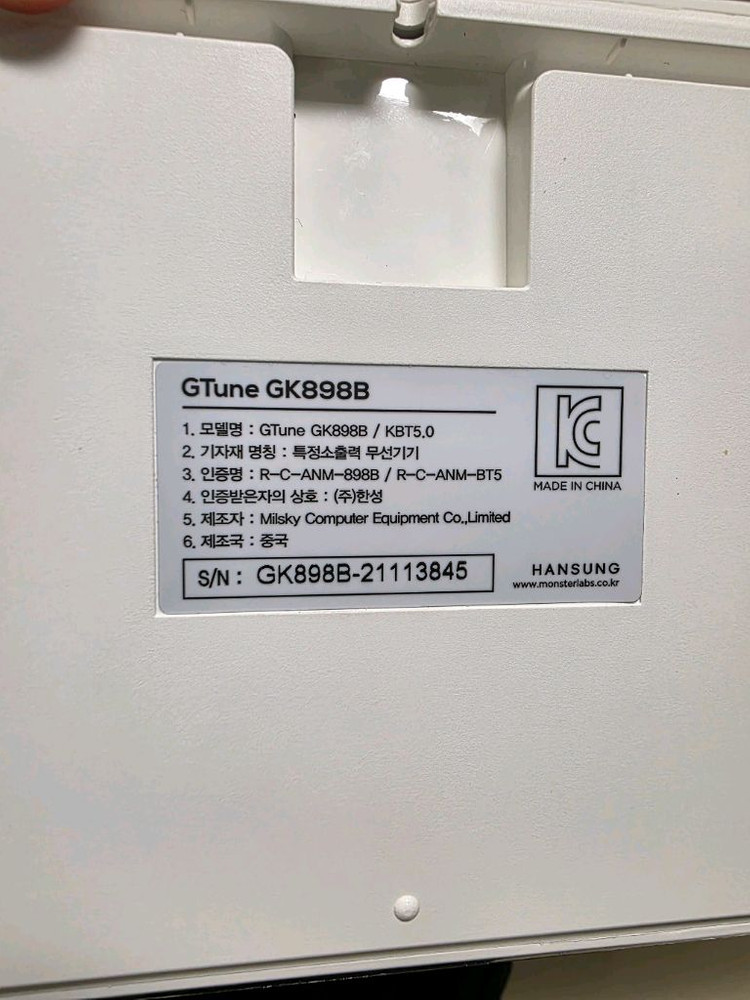 GTune GK898B
1. 모델명 : GTune GK898B / KBT5.0
2. 기자재 명칭 : 특정소출력 무선기기
3. 인증명 : R-C-ANM-898B / R-C-ANM-BT5
4. 인증받은자의 상호 : (주)한성
5. 제조자 : Milsky Computer Equipment Co.,Limited
6. 제조국 : 중국
S/N : GK898B-21113845
KC
MADE IN CHINA
HANSUNG
www.monsterlabs.co.kr